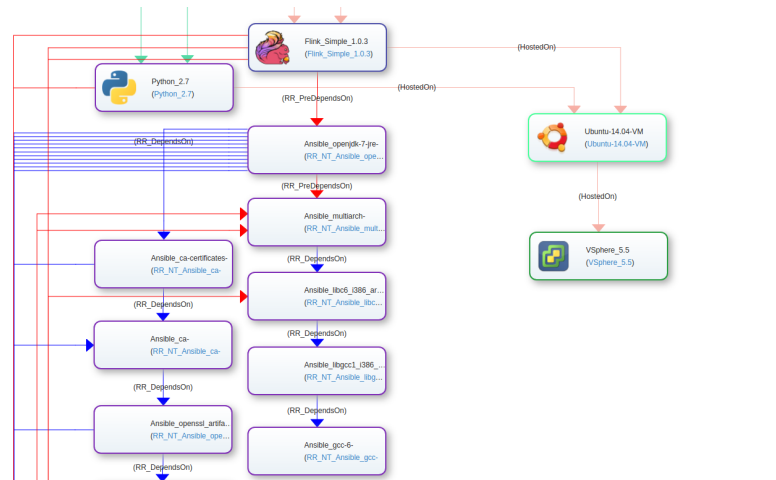 Flink_Simple_1.0.3
(Flink_Simple_1.0.3)
(HostedOn)
Python_2.7
(Python_2.7)
(HostedOn)
(RR_PreDependsOn)
Ubuntu-14.04-VM
(Ubuntu-14.04-VM)
(RR_DependsOn)
Ansible_openjdk-7-jre-
(RR_NT_Ansible_ope...
(RR_PreDependsOn)
(HostedOn)
Ansible_multiarch-
(RR_NT_Ansible_mult...
VSphere_5.5
(VSphere_5.5)
Ansible_ca-certificates-
(RR_NT_Ansible_ca-
(RR_DependsOn)
Ansible_libc6_i386_ar...
(RR_NT_Ansible_libc...
(RR_DependsOn)
Ansible_ca-
(RR_NT_Ansible_ca-
(RR_DependsOn)
Ansible_libgcc1_i386_...
(RR_NT_Ansible_libg...
(RR_DependsOn)
Ansible_openssl_artifa...
(RR_NT_Ansible_ope...
(RR_DependsOn)
Ansible_gcc-6-
(RR_NT_Ansible_gcc-
(RR_DependsOn)